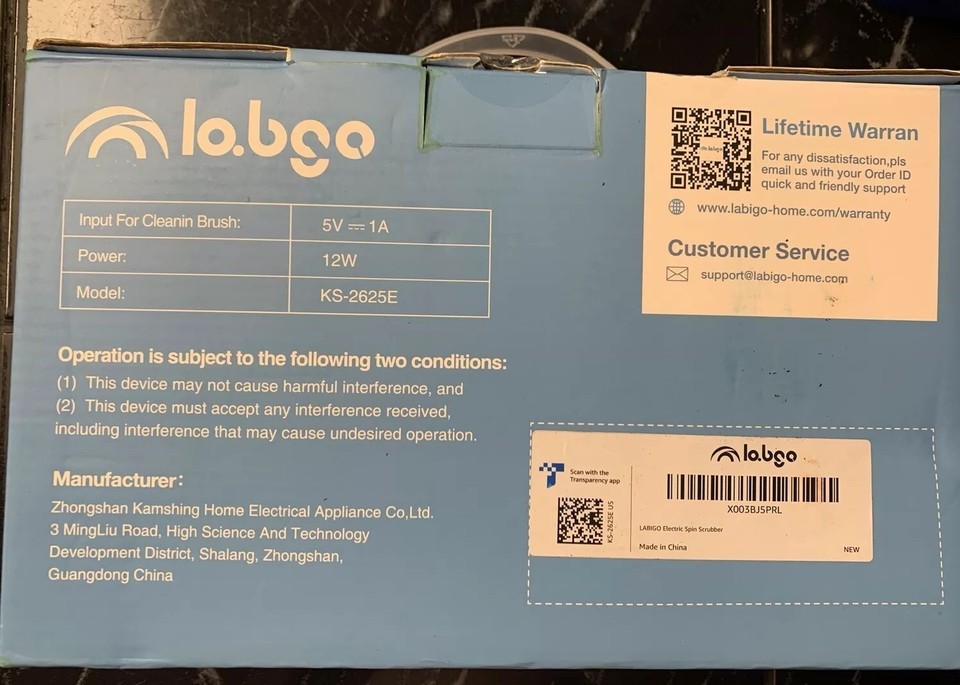 labgo
Input For Cleanin Brush: 5V ⎓ 1A
Power: 12W
Model: KS-2625E
Operation is subject to the following two conditions:
(1) This device may not cause harmful interference, and
(2) This device must accept any interference received,
including interference that may cause undesired operation.
Manufacturer:
Zhongshan Kamshing Home Electrical Appliance Co,Ltd.
3 MingLiu Road, High Science And Technology
Development District, Shalang, Zhongshan,
Guangdong China
Lifetime Warran
For any dissatisfaction,pls
email us with your Order ID
quick and friendly support
www.labigo-home.com/warranty
Customer Service
support@labigo-home.com
labgo
Scan with the
Transparency app
KS-2625E US
X003BJ5PRL
LABIGO Electric Spin Scrubber
Made in China
NEW